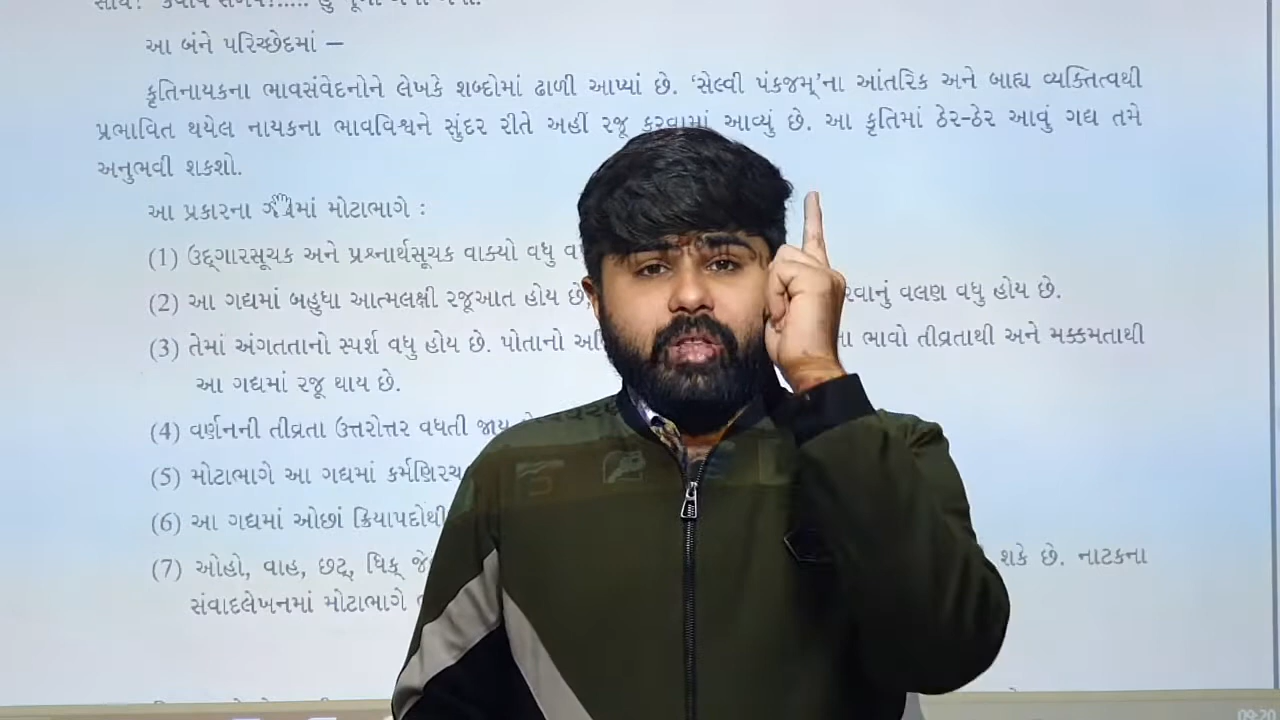 આ બંને પરિચ્છેદમાં –
કૃતિનાયકના ભાવસંવેદનોને લેખકે શબ્દોમાં ઢાળી આપ્યાં છે. ‘સેલ્વી પંકજમ્’ના આંતરિક અને બાહ્ય વ્યક્તિત્વથી
પ્રભાવિત થયેલ નાયકના ભાવવિશ્વને સુંદર રીતે અહીં રજૂ કરવામાં આવ્યું છે. આ કૃતિમાં ઠેર-ઠેર આવું ગદ્ય તમે
અનુભવી શકશો.
આ પ્રકારના મોટાભાગે :
(1) ઉદ્ગારસૂચક અને પ્રશ્નાર્થસૂચક વાક્યો વધુ
(2) આ ગદ્યમાં બહુધા આત્મલક્ષી રજૂઆત હોય છે, વલણ વધુ હોય છે.
(3) તેમાં અંગતતાનો સ્પર્શ વધુ હોય છે. પોતાનો ભાવો તીવ્રતાથી અને મક્કમતાથી
આ ગદ્યમાં રજૂ થાય છે.
(4) વર્ણનની તીવ્રતા ઉત્તરોત્તર વધતી જાય
(5) મોટાભાગે આ ગદ્યમાં
(6) આ ગદ્યમાં ઓછાં ક્રિયાપદોથી
(7) ઓહો, વાહ, છટ્, ધિક્ શકે છે. નાટકના
સંવાદલેખનમાં મોટાભાગે